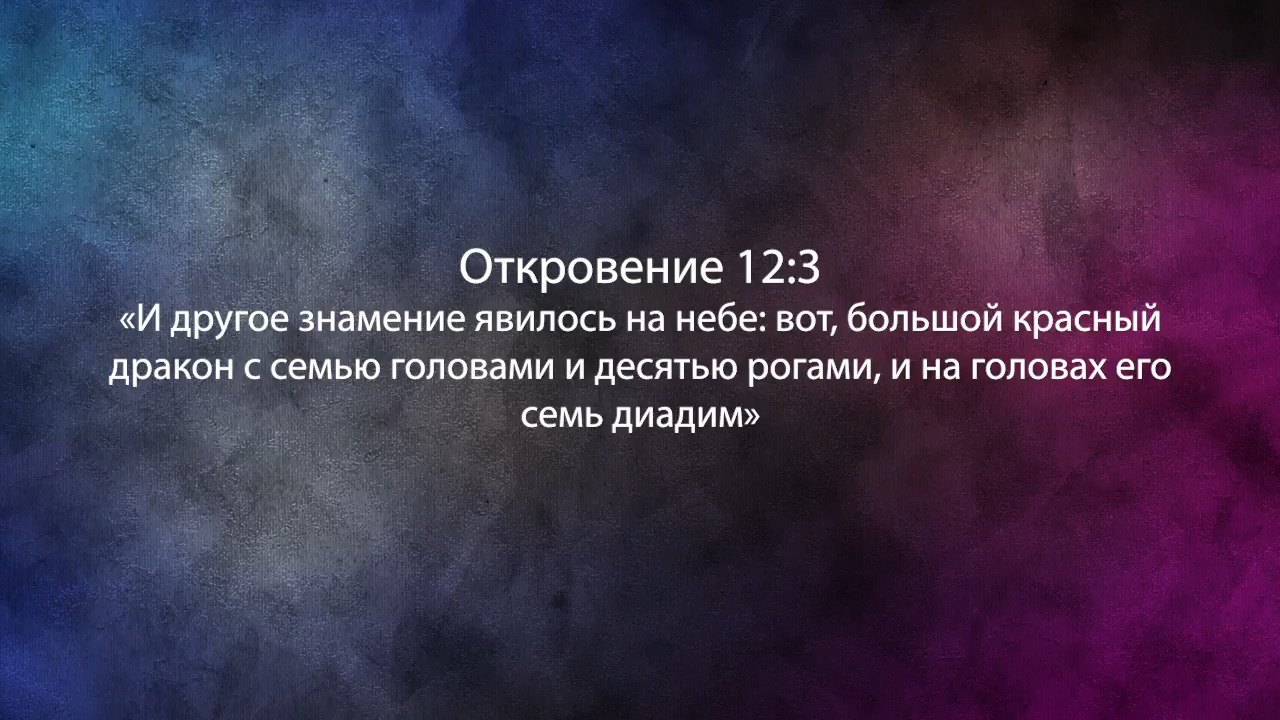 Откровение 12:3
«И другое знамение явилось на небе: вот, большой красный
дракон с семью головами и десятью рогами, и на головах его
семь диадим»